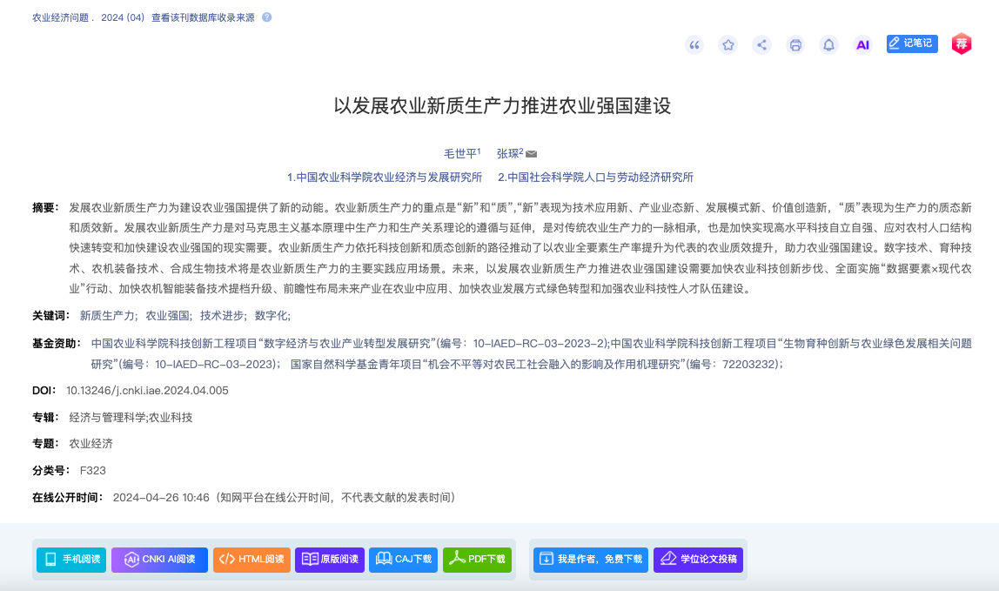 农业经济问题 . 2024 (04) 查看该刊数据库收录来源 ?
AI 记笔记 荐
以发展农业新质生产力推进农业强国建设
毛世平1 张琛2
1.中国农业科学院农业经济与发展研究所 2.中国社会科学院人口与劳动经济研究所
摘要： 发展农业新质生产力为建设农业强国提供了新的动能。农业新质生产力的重点是“新”和“质”,“新”表现为技术应用新、产业业态新、发展模式新、价值创造新，“质”表现为生产力的质态新
和质效新。发展农业新质生产力是对马克思主义基本原理中生产力和生产关系理论的遵循与延伸，是对传统农业生产力的一脉相承，也是加快实现高水平科技自立自强、应对农村人口结构
快速转变和加快建设农业强国的现实需要。农业新质生产力依托科技创新和质态创新的路径推动了以农业全要素生产率提升为代表的农业质效提升，助力农业强国建设。数字技术、育种技
术、农机装备技术、合成生物技术将是农业新质生产力的主要实践应用场景。未来，以发展农业新质生产力推进农业强国建设需要加快农业科技创新步伐、全面实施“数据要素×现代农
业”行动、加快农机智能装备技术提档升级、前瞻性布局未来产业在农业中应用、加快农业发展方式绿色转型和加强农业科技性人才队伍建设。
关键词： 新质生产力; 农业强国; 技术进步; 数字化;
基金资助： 中国农业科学院科技创新工程项目“数字经济与农业产业转型发展研究”(编号：10-IAED-RC-03-2023-2);中国农业科学院科技创新工程项目“生物育种创新与农业绿色发展相关问题
研究”(编号：10-IAED-RC-03-2023)； 国家自然科学基金青年项目“机会不平等对农民工社会融入的影响及作用机理研究”(编号：72203232)；
DOI： 10.13246/j.cnki.iae.2024.04.005
专辑： 经济与管理科学;农业科技
专题： 农业经济
分类号： F323
在线公开时间： 2024-04-26 10:46（知网平台在线公开时间，不代表文献的发表时间）
手机阅读 AI CNKI AI阅读 HTML阅读 原版阅读 CAJ下载 PDF下载 我是作者，免费下载 学位论文投稿